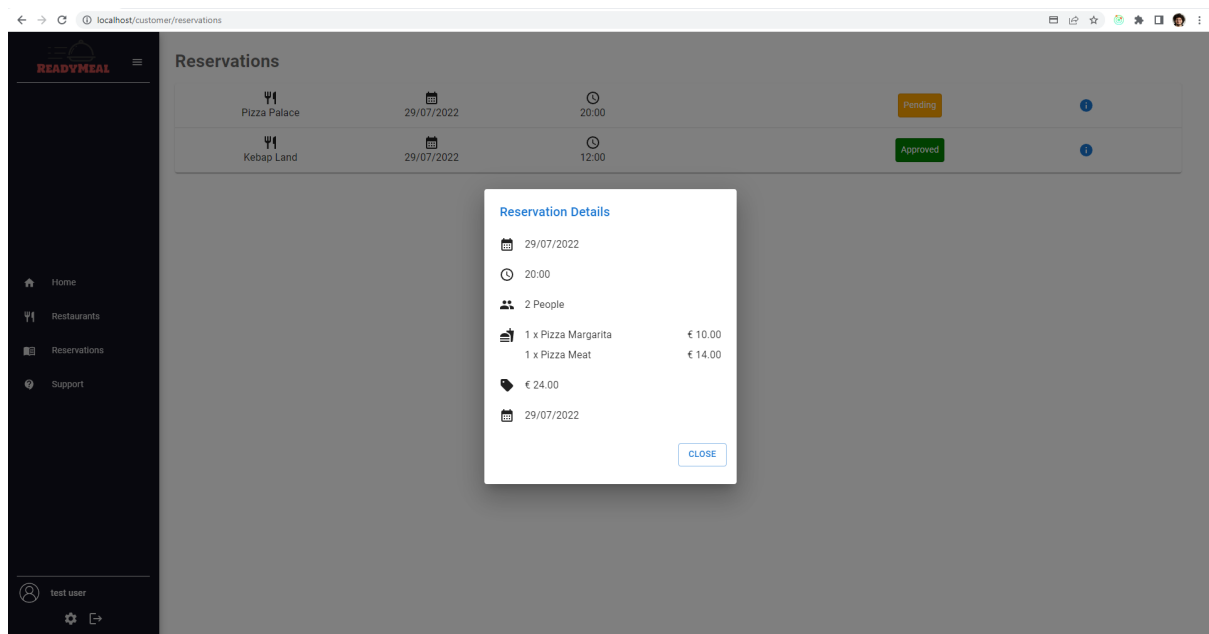 localhost/customer/reservations
READYMEAL
Reservations
Pizza Palace
29/07/2022
20:00
Pending
Kebap Land
29/07/2022
12:00
Approved
Reservation Details
29/07/2022
20:00
2 People
1 x Pizza Margarita € 10.00
1 x Pizza Meat € 14.00
€ 24.00
29/07/2022
CLOSE
Home
Restaurants
Reservations
Support
test user